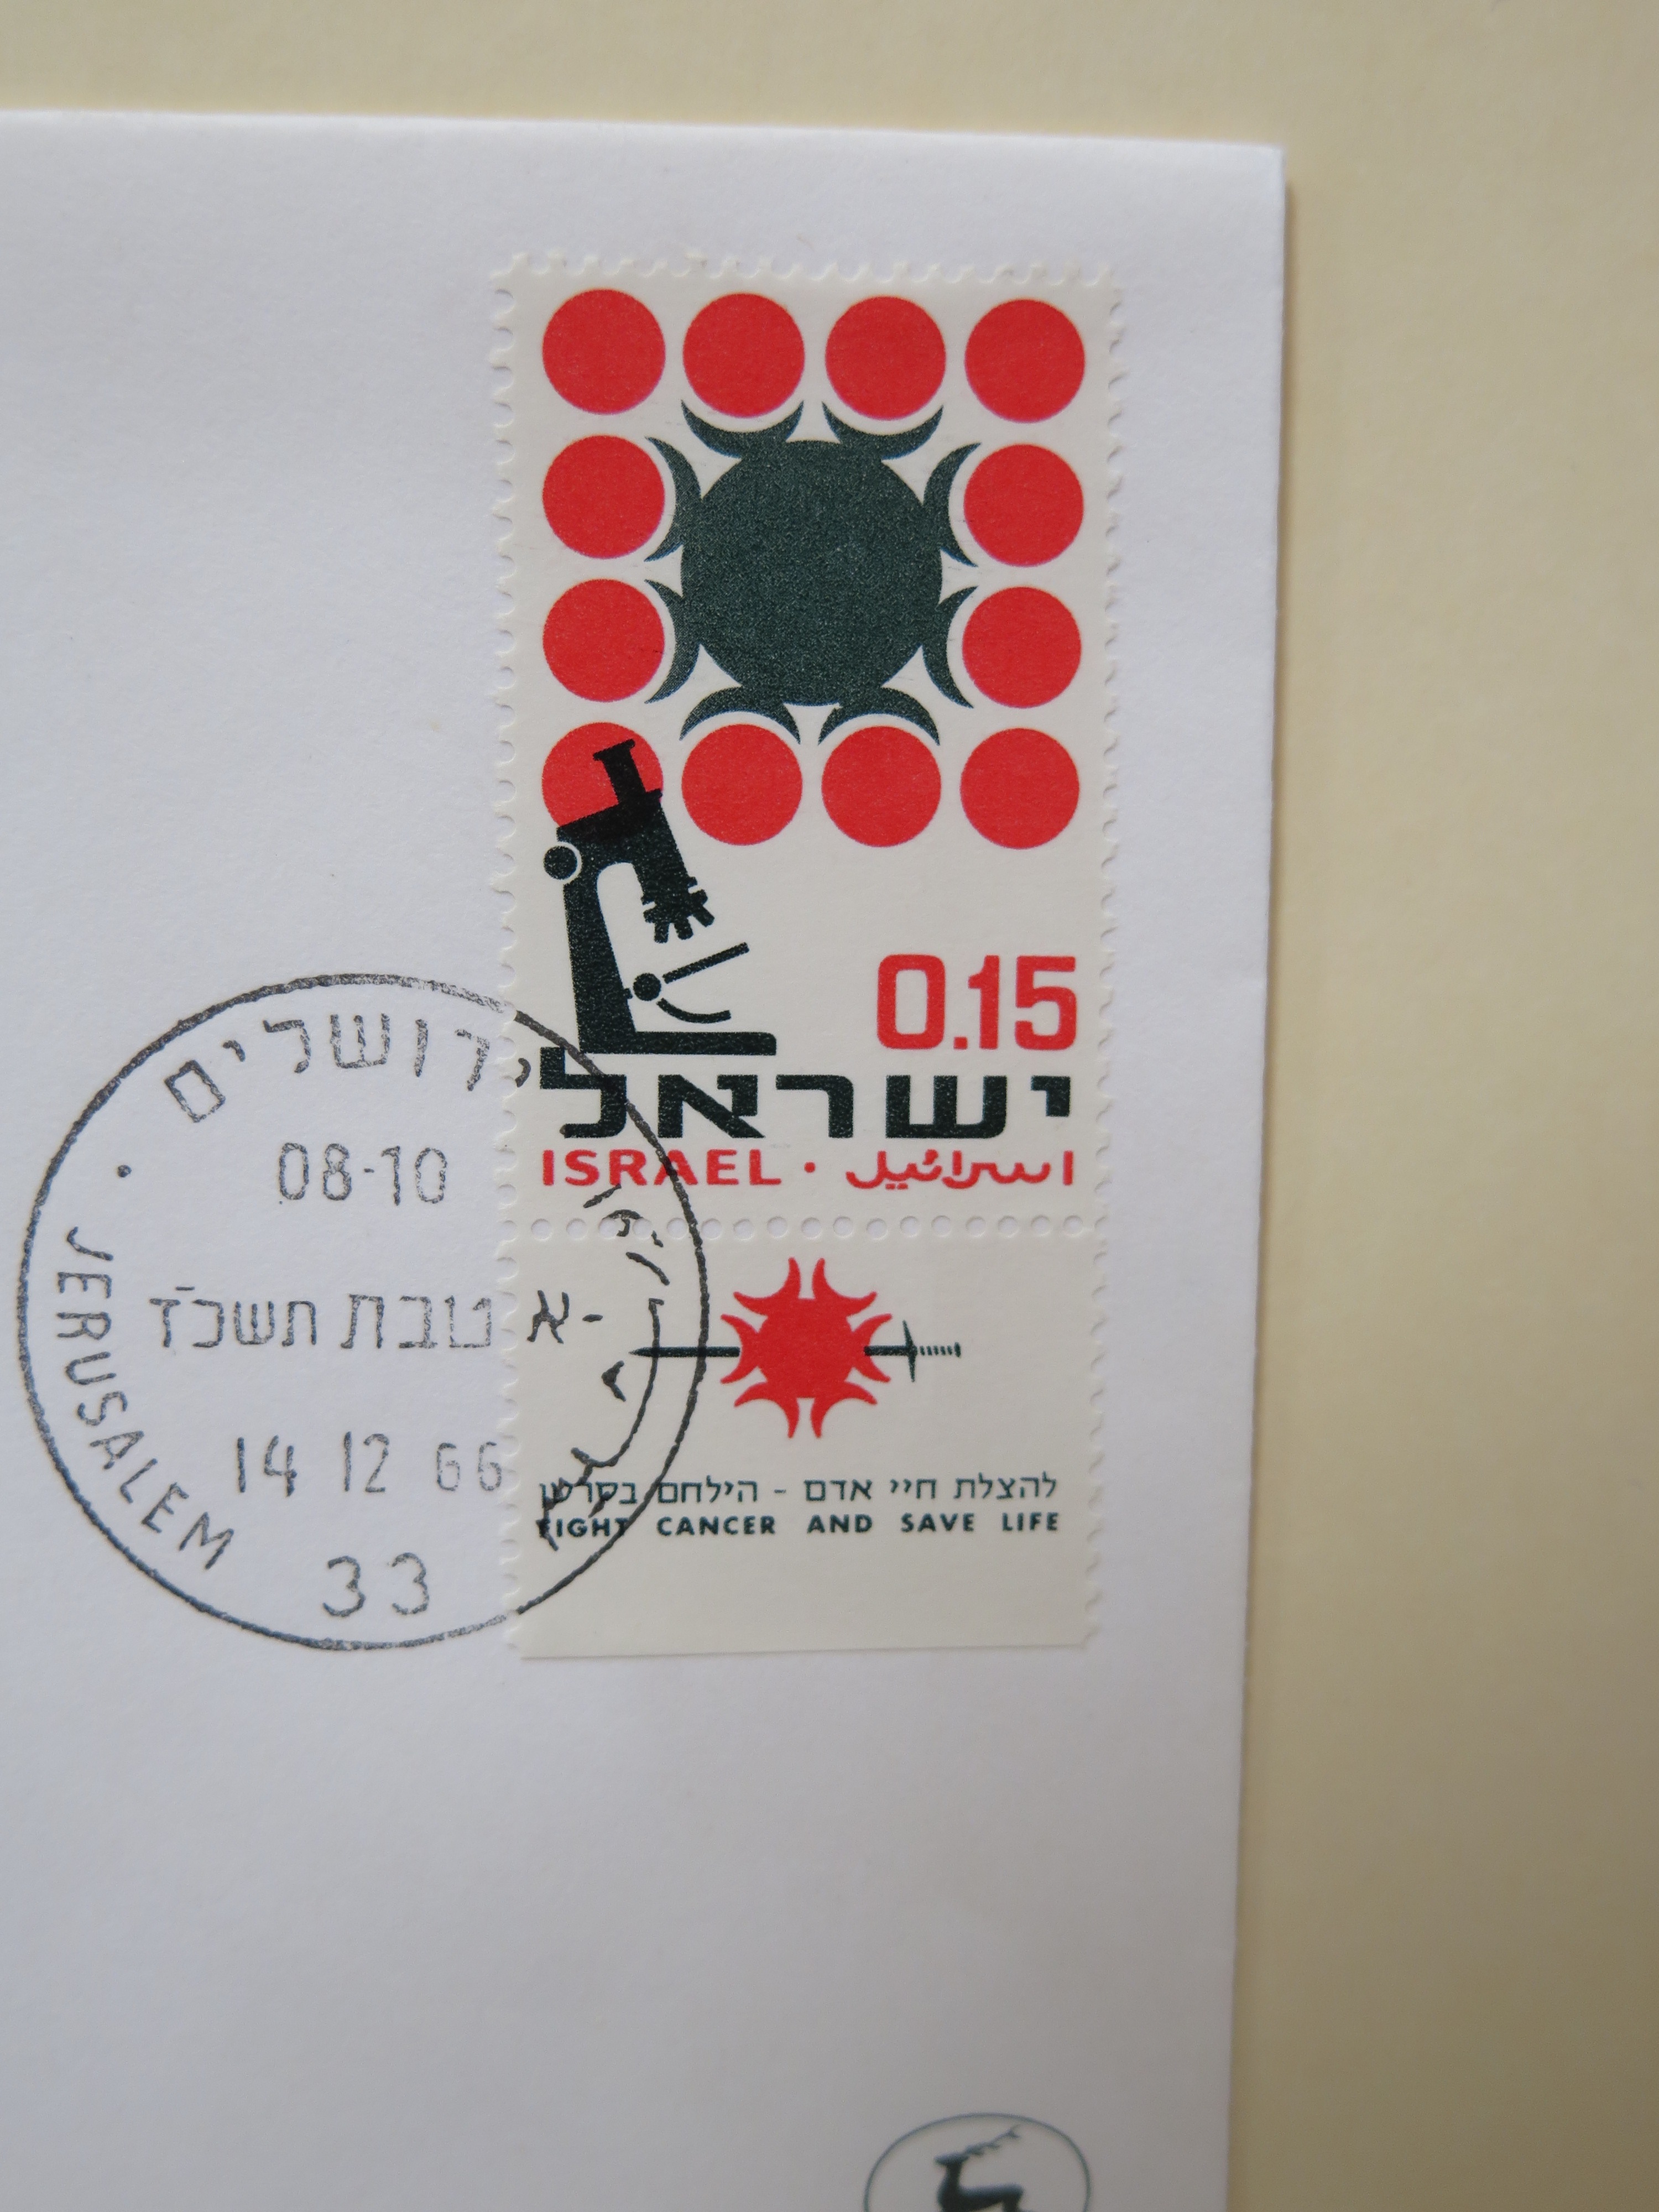 0.15
ישראל
ISRAEL · اسرائيل
ירושלים
08-10
א- טבת תשכ"ז
14 12 66
JERUSALEM
33
להצלת חיי אדם - הילחם בסרטן
FIGHT CANCER AND SAVE LIFE